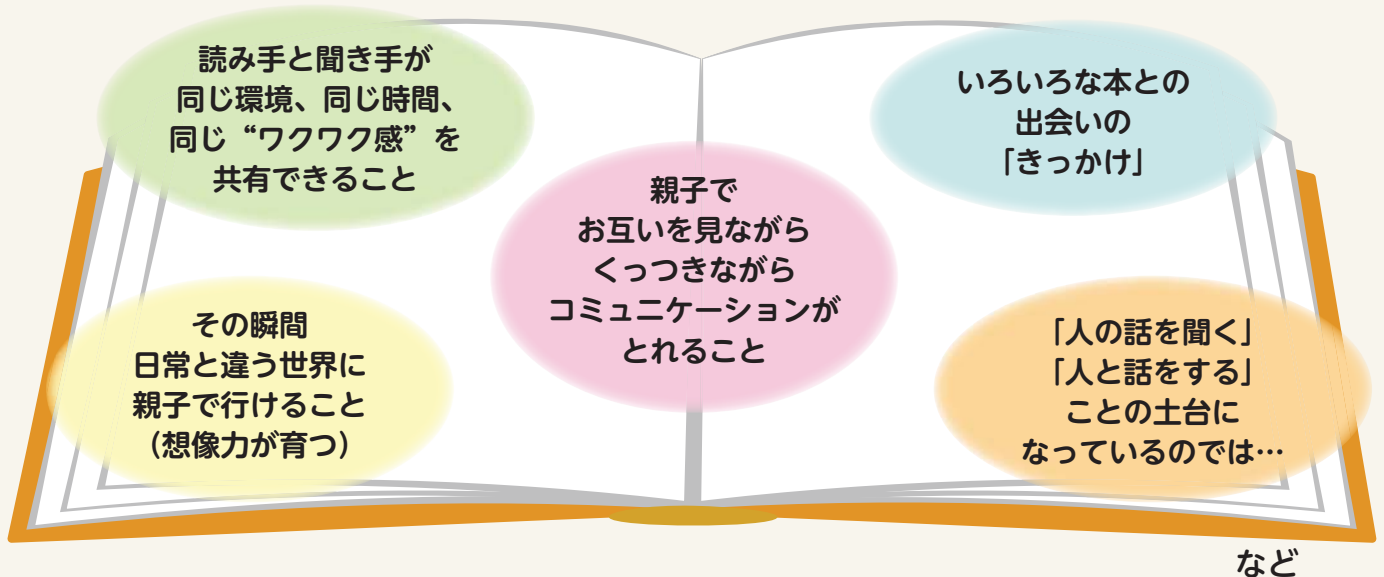 読み手と聞き手が
同じ環境、同じ時間、
同じ“ワクワク感”を
共有できること
いろいろな本との
出会いの
「きっかけ」
親子で
お互いを見ながら
くっつきながら
コミュニケーションが
とれること
その瞬間
日常と違う世界に
親子で行けること
（想像力が育つ）
「人の話を聞く」
「人と話をする」
ことの土台に
なっているのでは…
など